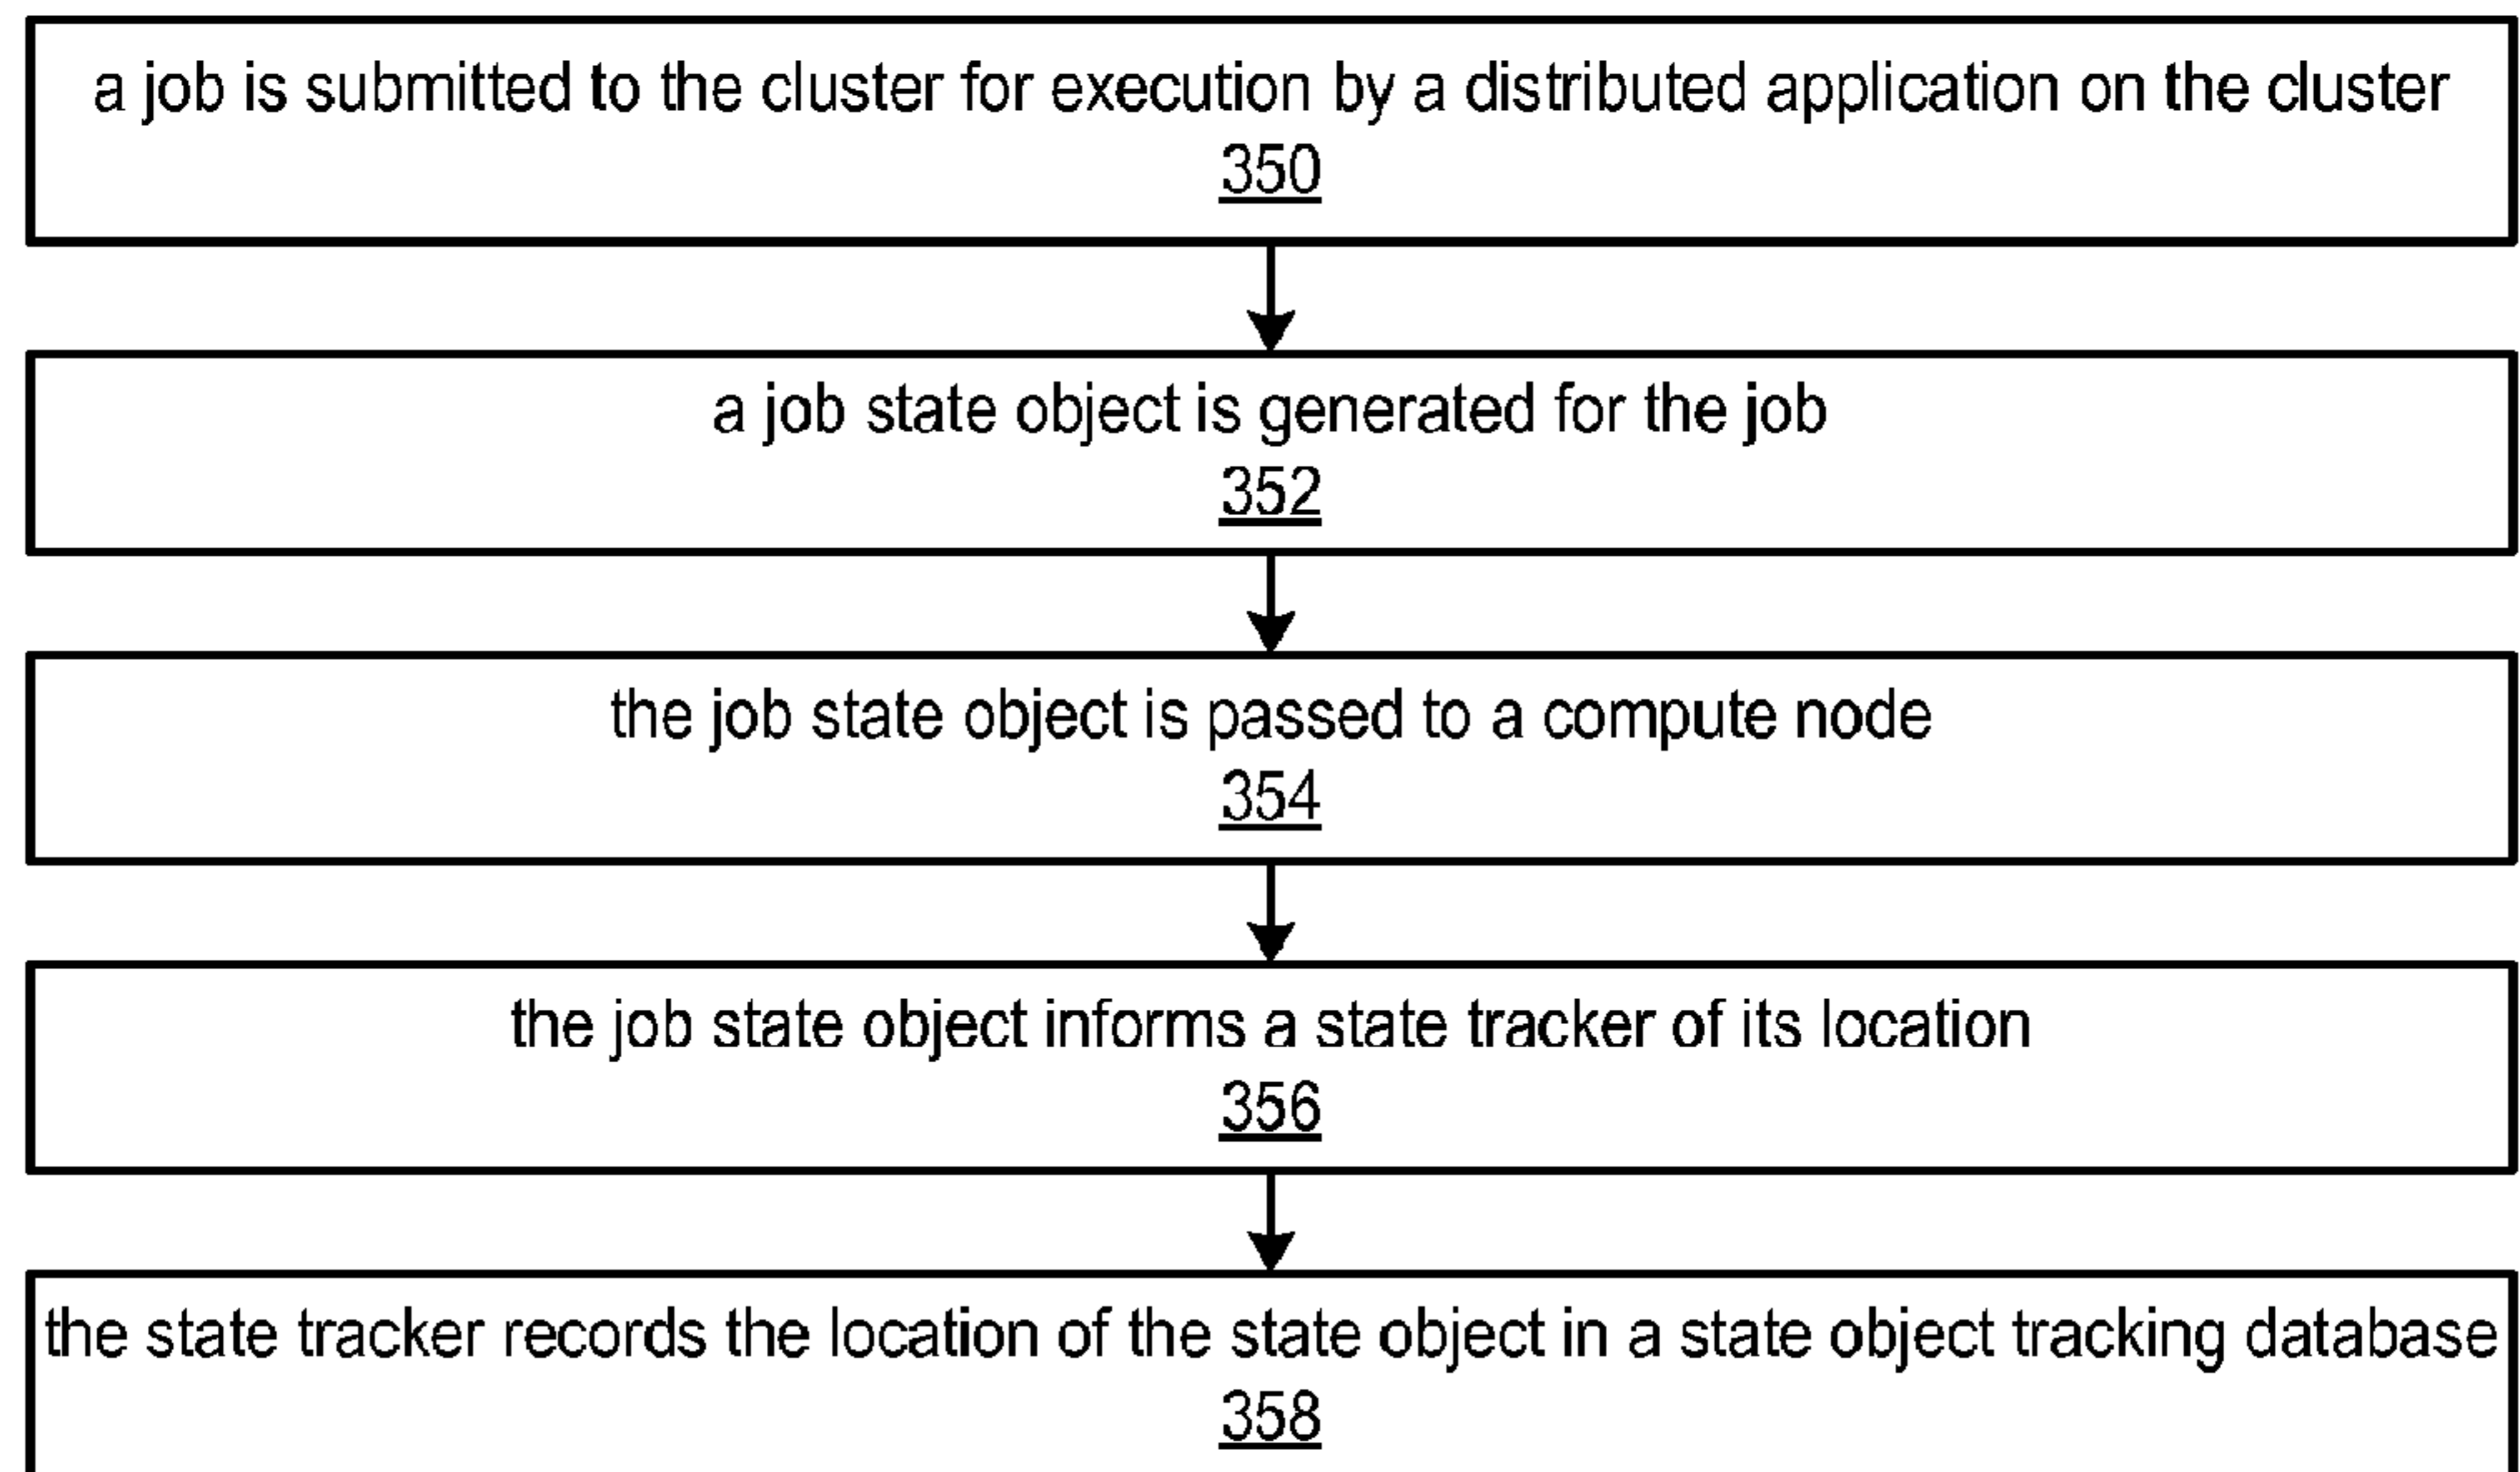 a job is submitted to the cluster for execution by a distributed application on the cluster
350
a job state object is generated for the job
352
the job state object is passed to a compute node
354
the job state object informs a state tracker of its location
356
the state tracker records the location of the state object in a state object tracking database
358